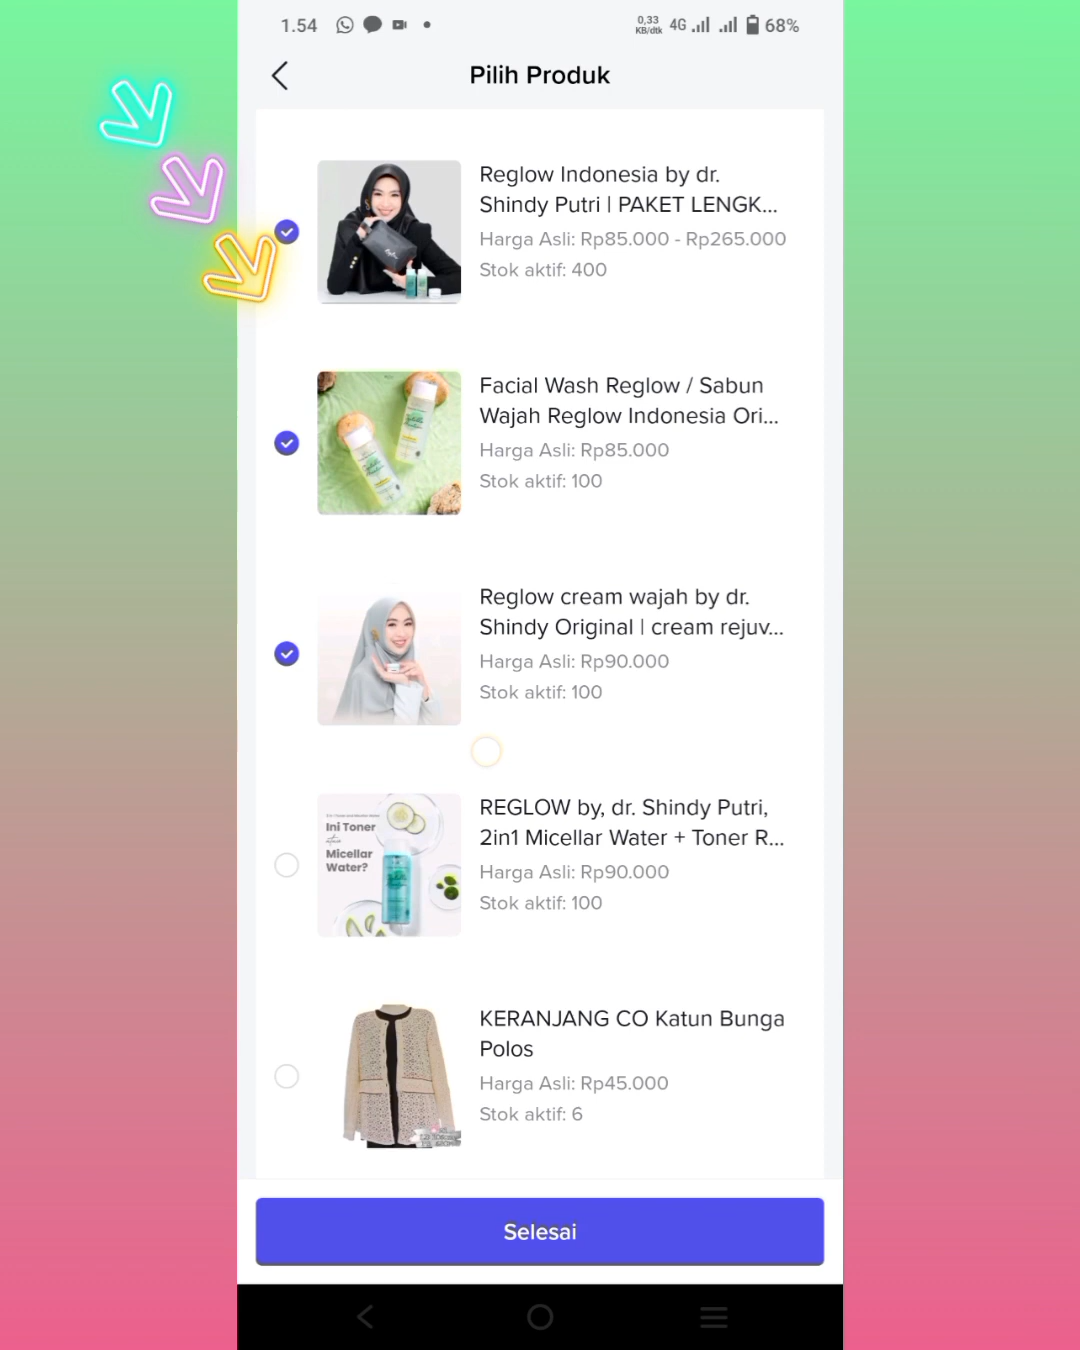 1.54
0,33
KB/dtk
4G
68%
Pilih Produk
Reglow Indonesia by dr.
Shindy Putri | PAKET LENGK...
Harga Asli: Rp85.000 - Rp265.000
Stok aktif: 400
Facial Wash Reglow / Sabun
Wajah Reglow Indonesia Ori...
Harga Asli: Rp85.000
Stok aktif: 100
Reglow cream wajah by dr.
Shindy Original | cream rejuv...
Harga Asli: Rp90.000
Stok aktif: 100
Ini Toner
Micellar
Water?
REGLOW by, dr. Shindy Putri,
2in1 Micellar Water + Toner R...
Harga Asli: Rp90.000
Stok aktif: 100
KERANJANG CO Katun Bunga
Polos
Harga Asli: Rp45.000
Stok aktif: 6
Selesai